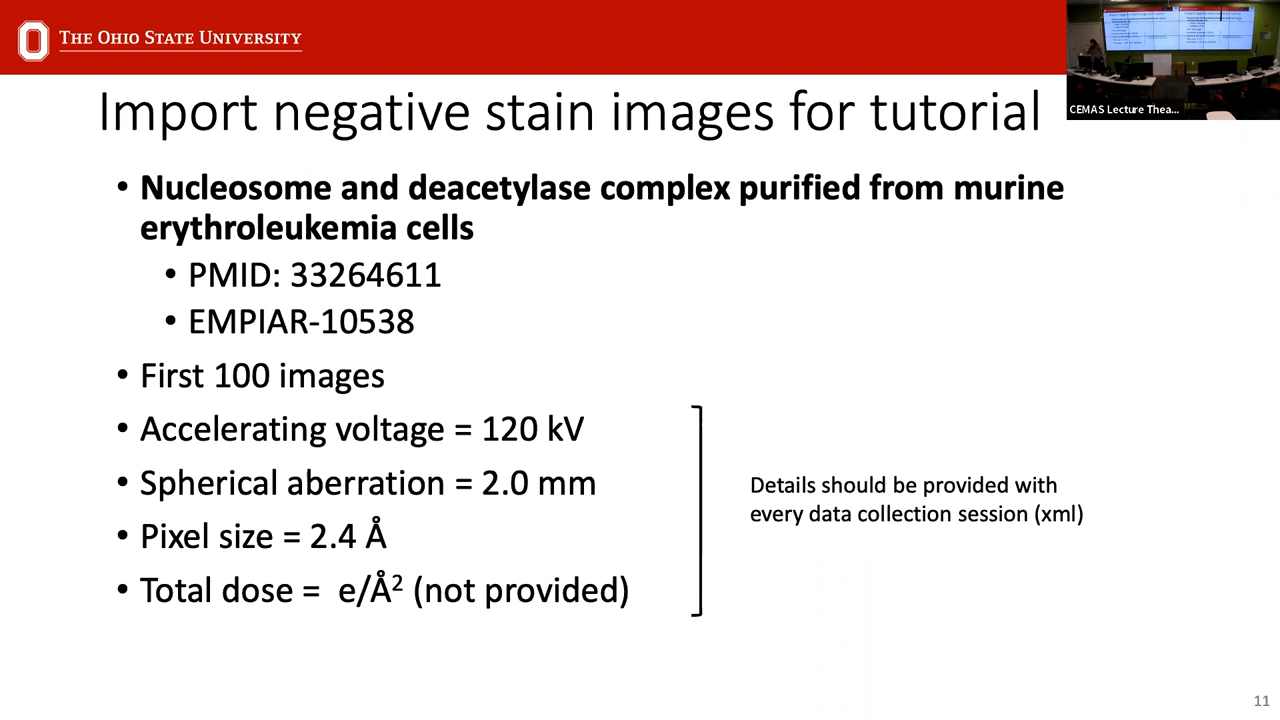 THE OHIO STATE UNIVERSITY
CEMAS Lecture Thea...
Import negative stain images for tutorial
• Nucleosome and deacetylase complex purified from murine
erythroleukemia cells
• PMID: 33264611
• EMPIAR-10538
• First 100 images
• Accelerating voltage = 120 kV
• Spherical aberration = 2.0 mm
• Pixel size = 2.4 Å
• Total dose = e/Å² (not provided)
Details should be provided with
every data collection session (xml)
11